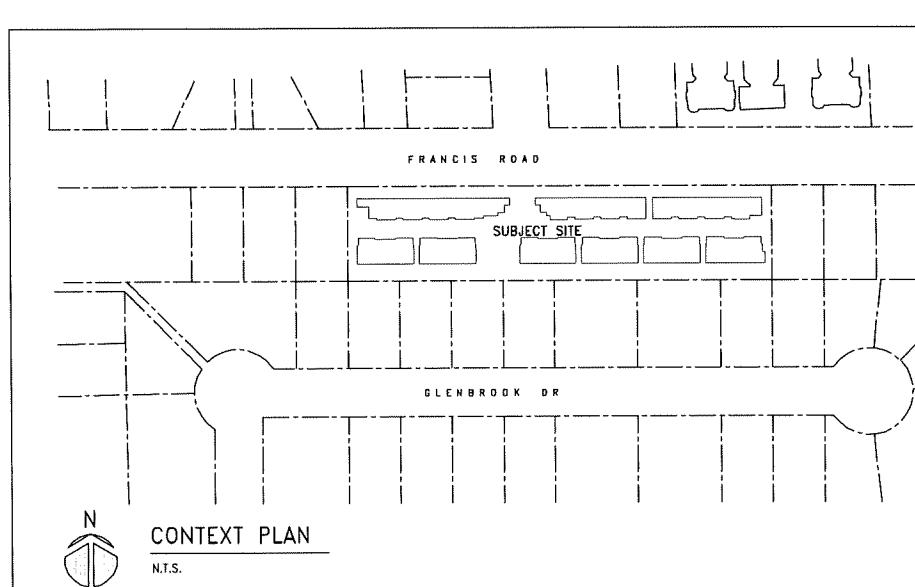 FRANCIS ROAD
SUBJECT SITE
GLENBROOK DR
N
CONTEXT PLAN
N.T.S.